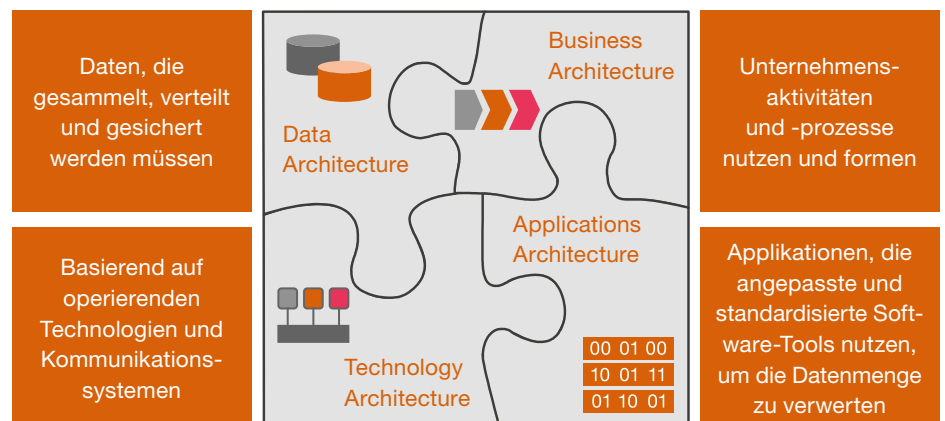 Daten, die
gesammelt, verteilt
und gesichert
werden müssen
Data
Architecture
Business
Architecture
Unternehmens-
aktivitäten
und -prozesse
nutzen und formen
Basierend auf
operierenden
Technologien und
Kommunikations-
systemen
Technology
Architecture
Applications
Architecture
00 01 00
10 01 11
01 10 01
Applikationen, die
angepasste und
standardisierte Soft-
ware-Tools nutzen,
um die Datenmenge
zu verwerten